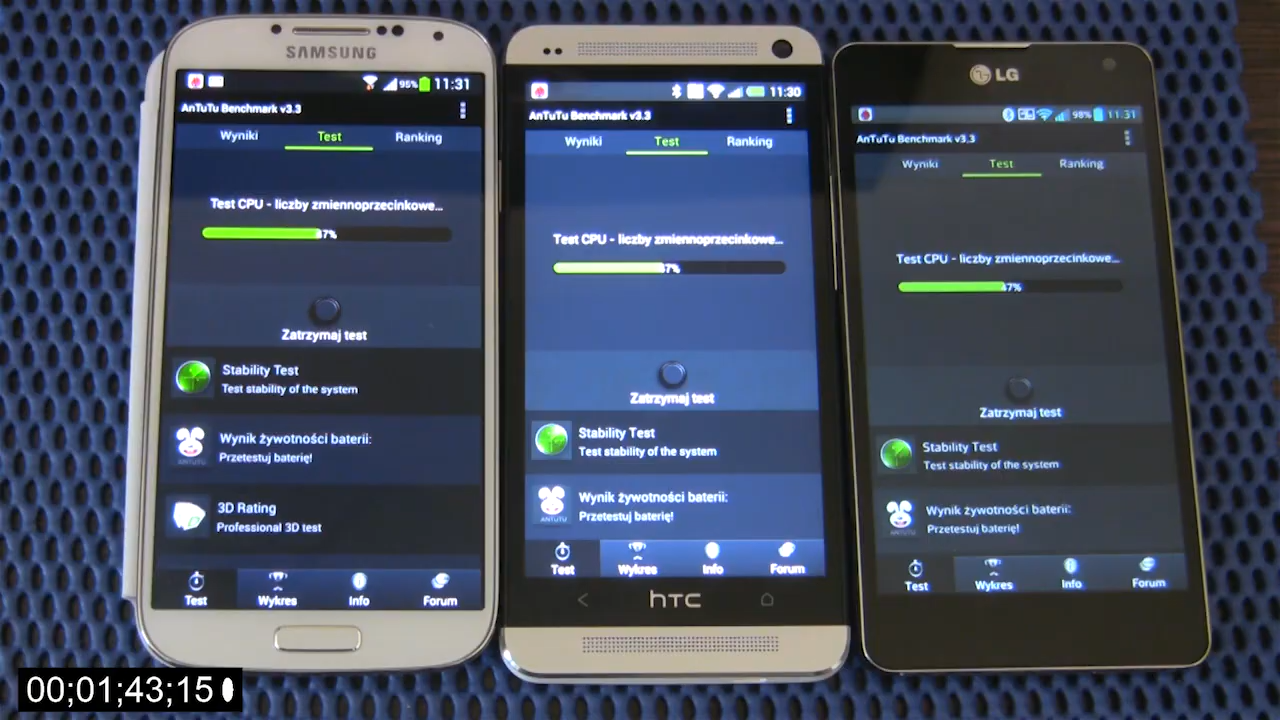 SAMSUNG
95% 11:31
AnTuTu Benchmark v3.3
Wyniki Test Ranking
Test CPU - liczby zmiennoprzecinkowe...
47%
Zatrzymaj test
Stability Test
Test stability of the system
Wynik żywotności baterii:
Przetestuj baterię!
3D Rating
Professional 3D test
Test Wykres Info Forum
11:30
AnTuTu Benchmark v3.3
Wyniki Test Ranking
Test CPU - liczby zmiennoprzecinkowe...
47%
Zatrzymaj test
Stability Test
Test stability of the system
Wynik żywotności baterii:
Przetestuj baterię!
Test Wykres Info Forum
hTC
LG
98% 11:31
AnTuTu Benchmark v3.3
Wyniki Test Ranking
Test CPU - liczby zmiennoprzecinkowe...
47%
Zatrzymaj test
Stability Test
Test stability of the system
Wynik żywotności baterii:
Przetestuj baterię!
Test Wykres Info Forum
00;01;43;15